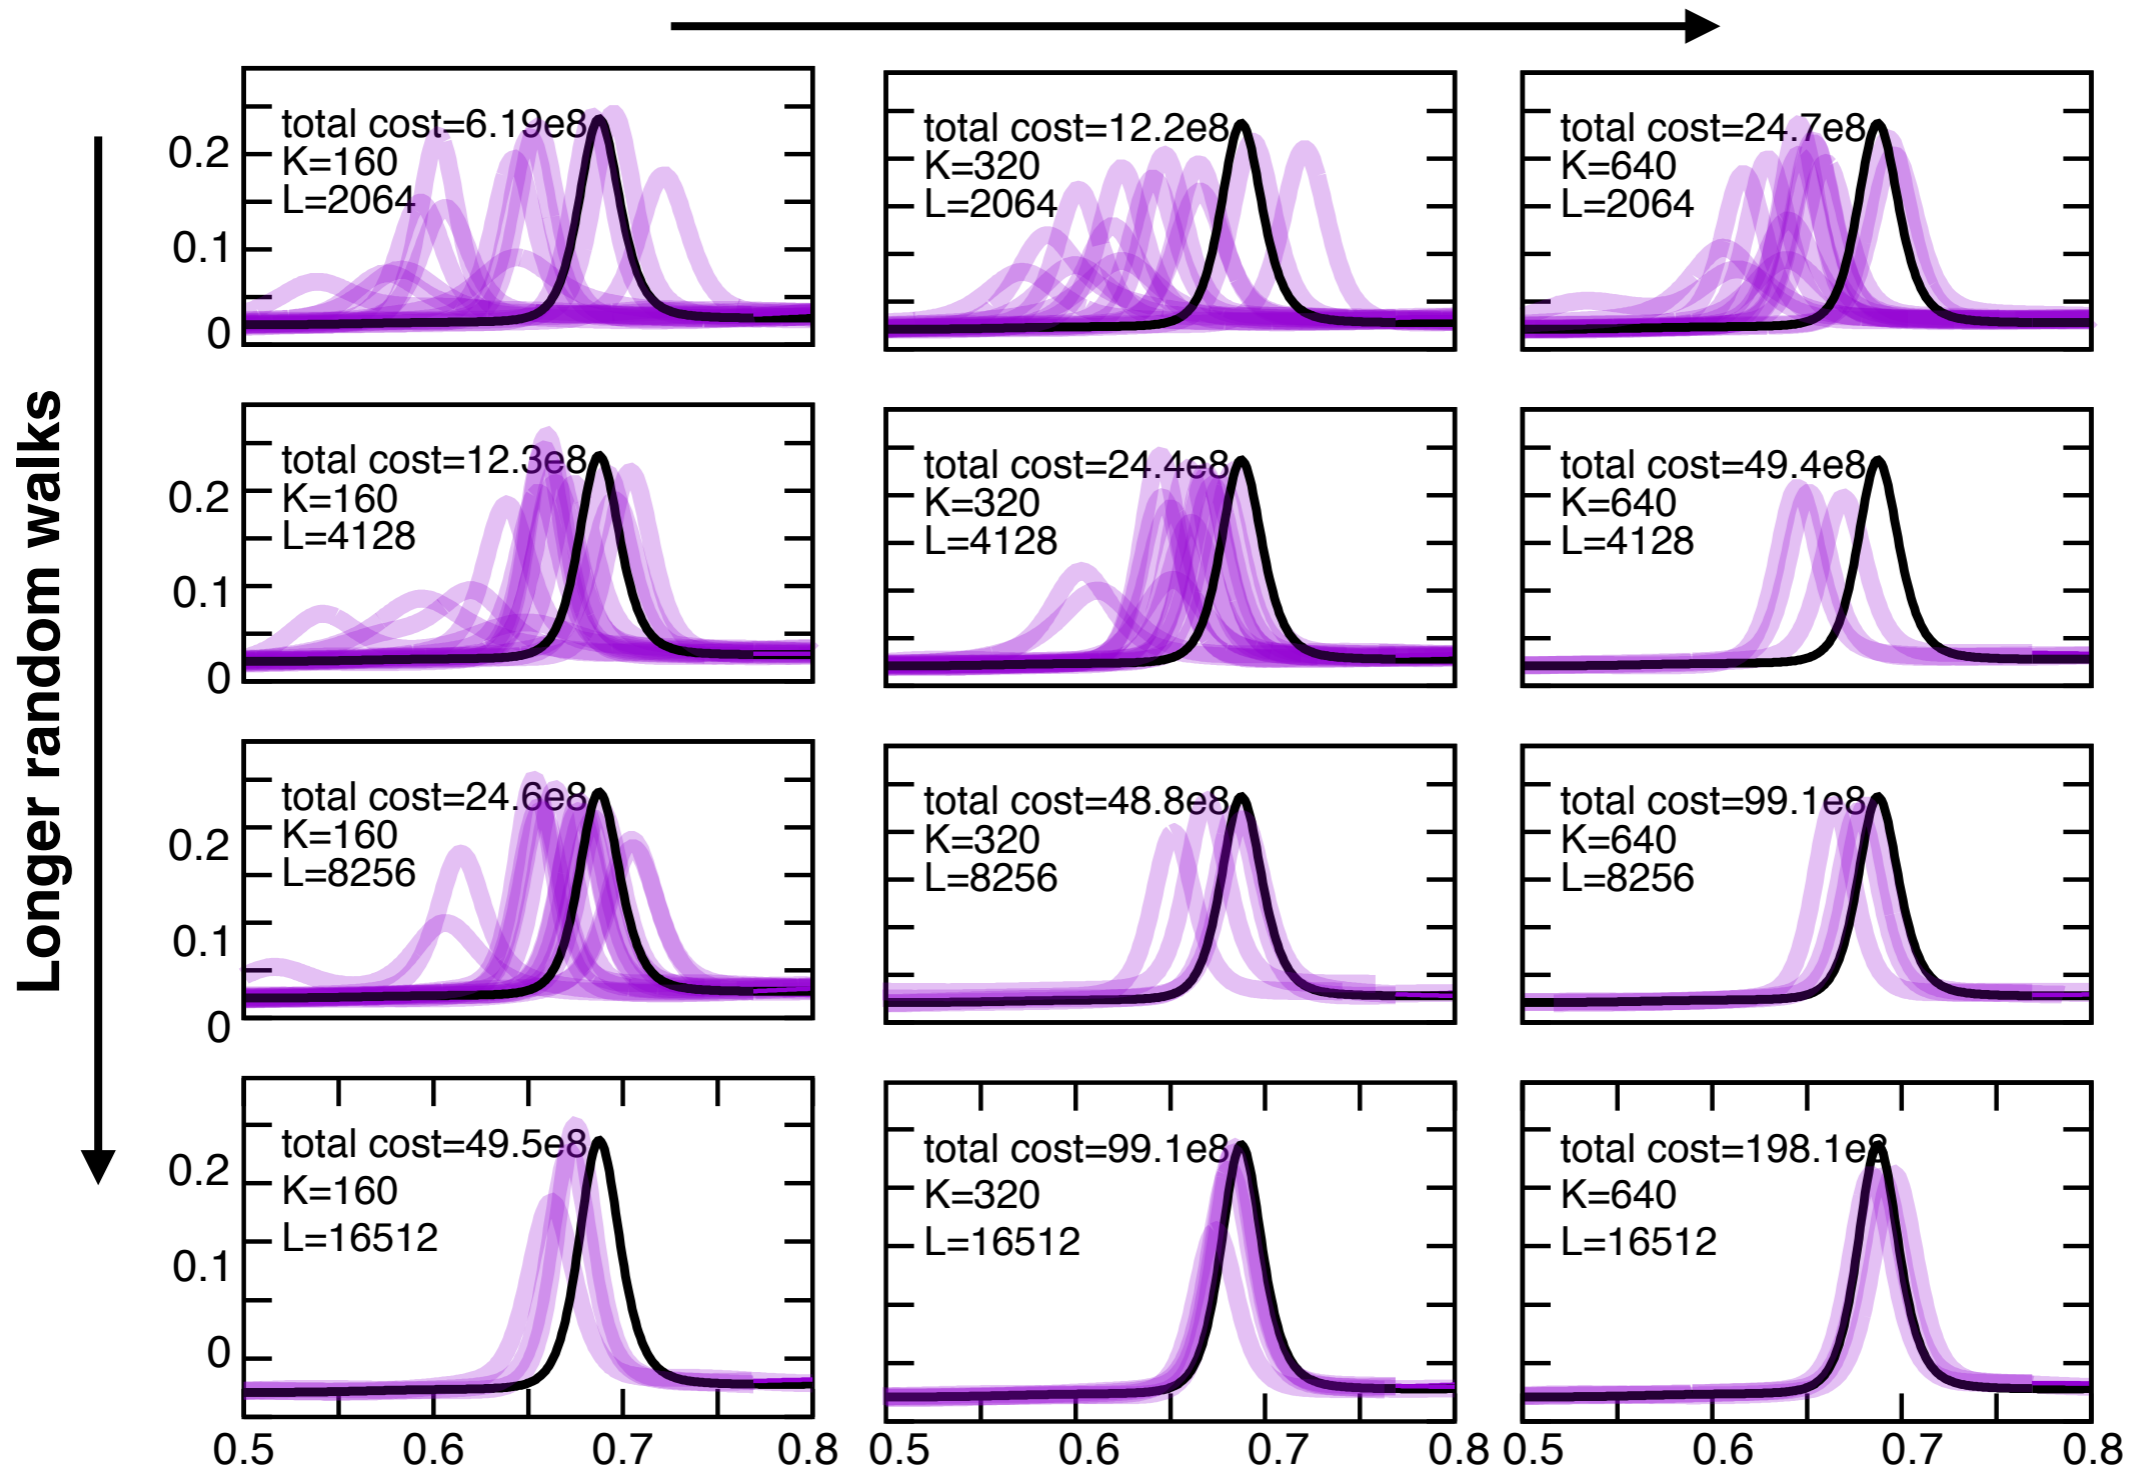 Longer random walks
total cost=6.19e8
K=160
L=2064
0.2
0.1
0
total cost=12.2e8
K=320
L=2064
total cost=24.7e8
K=640
L=2064
total cost=12.3e8
K=160
L=4128
0.2
0.1
0
total cost=24.4e8
K=320
L=4128
total cost=49.4e8
K=640
L=4128
total cost=24.6e8
K=160
L=8256
0.2
0.1
0
total cost=48.8e8
K=320
L=8256
total cost=99.1e8
K=640
L=8256
total cost=49.5e8
K=160
L=16512
0.2
0.1
0
total cost=99.1e8
K=320
L=16512
total cost=198.1e8
K=640
L=16512
0.5 0.6 0.7 0.8
0.5 0.6 0.7 0.8
0.5 0.6 0.7 0.8